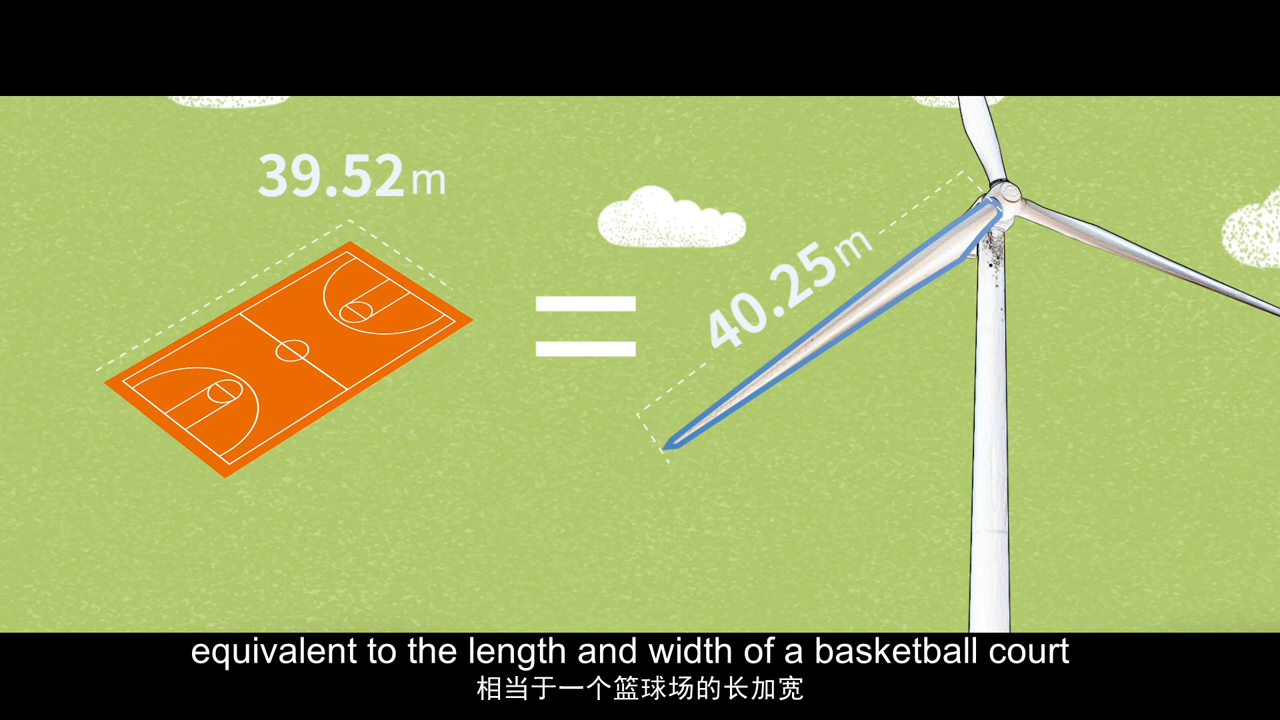 39.52m
40.25m
equivalent to the length and width of a basketball court
相当于一个篮球场的长加宽